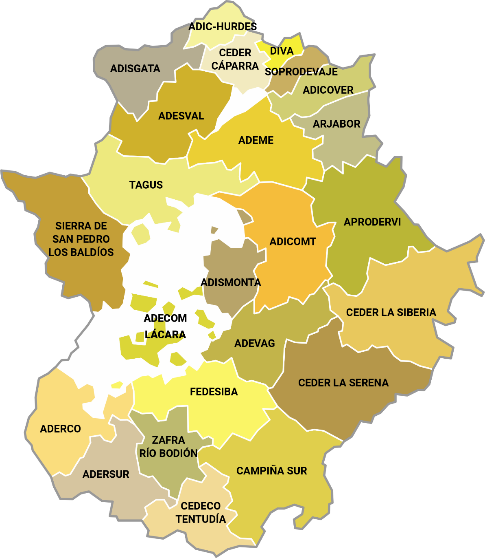 ADIC-HURDES
DIVA
CEDER
CÁPARRA
ADISGATA
SOPRODEVAJE
ADICOVER
ADESVAL
ARJABOR
ADEME
TAGUS
SIERRA DE
SAN PEDRO
LOS BALDÍOS
APRODERVI
ADICOMT
ADISMONTA
CEDER LA SIBERIA
ADECOM
LÁCARA
ADEVAG
CEDER LA SERENA
FEDESIBA
ADERCO
ZAFRA
RÍO BODIÓN
ADERSUR
CAMPIÑA SUR
CEDECO
TENTUDÍA